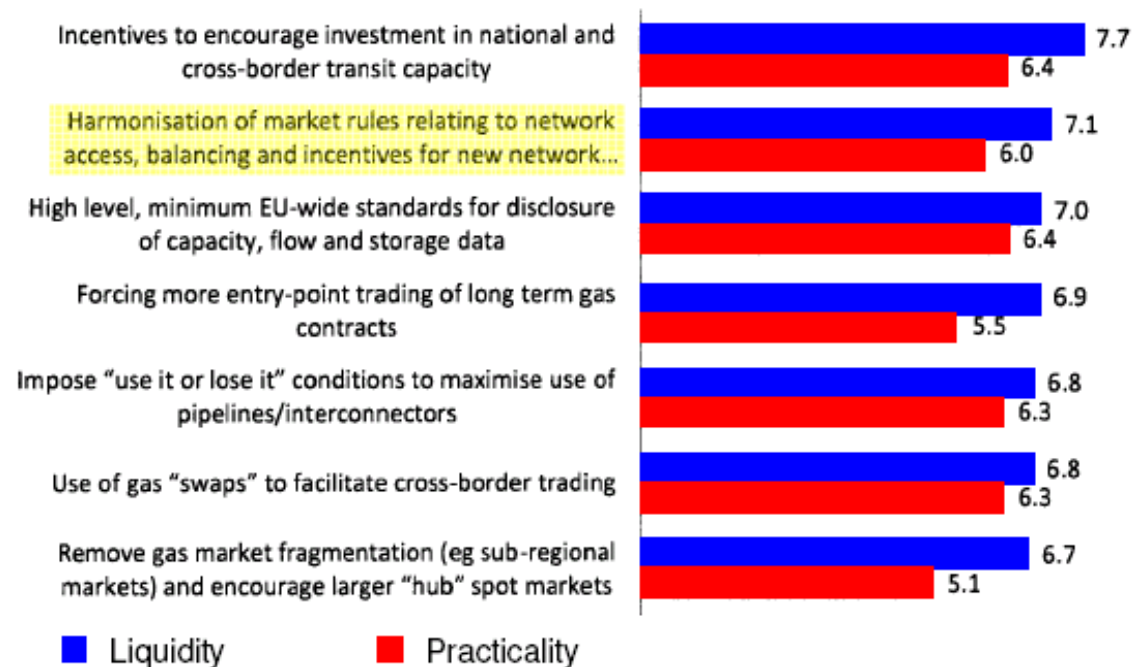 Incentives to encourage investment in national and
cross-border transit capacity
7.7
6.4
Harmonisation of market rules relating to network
access, balancing and incentives for new network...
7.1
6.0
High level, minimum EU-wide standards for disclosure
of capacity, flow and storage data
7.0
6.4
Forcing more entry-point trading of long term gas
contracts
6.9
5.5
Impose “use it or lose it” conditions to maximise use of
pipelines/interconnectors
6.8
6.3
Use of gas “swaps” to facilitate cross-border trading
6.8
6.3
Remove gas market fragmentation (eg sub-regional
markets) and encourage larger “hub” spot markets
6.7
5.1
Liquidity
Practicality